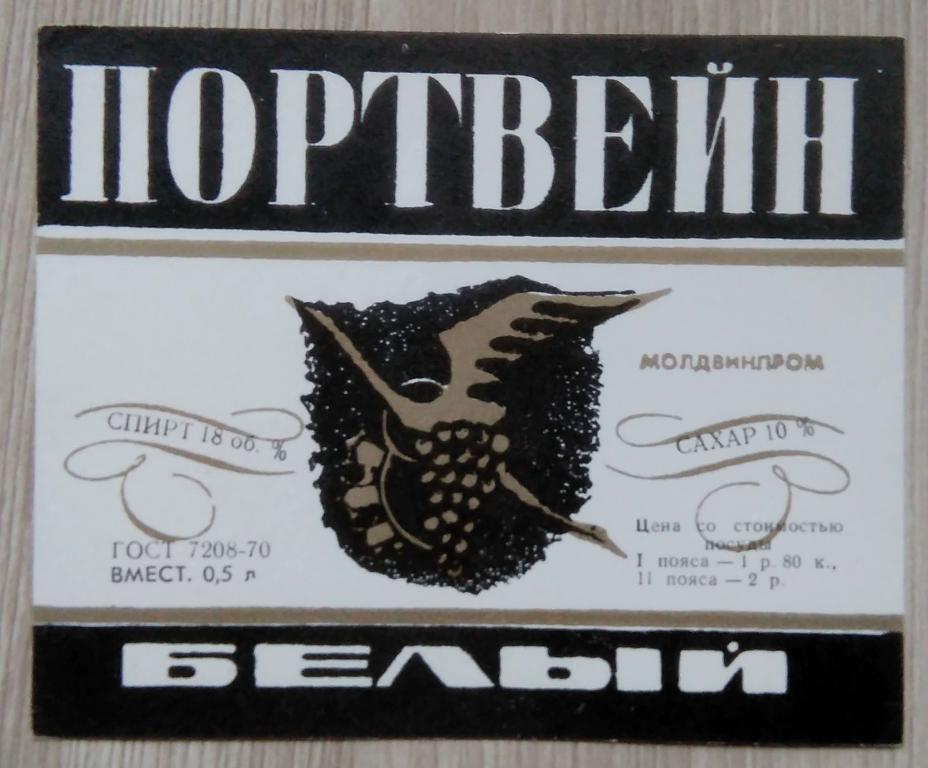 ПОРТВЕЙН
МОЛДВИНПРОМ
СПИРТ 18 об. %
САХАР 10 %
ГОСТ 7208-70
ВМЕСТ. 0,5 л
Цена со стоимостью
посуды
I пояса — 1 р. 80 к.,
II пояса — 2 р.
БЕЛЫЙ